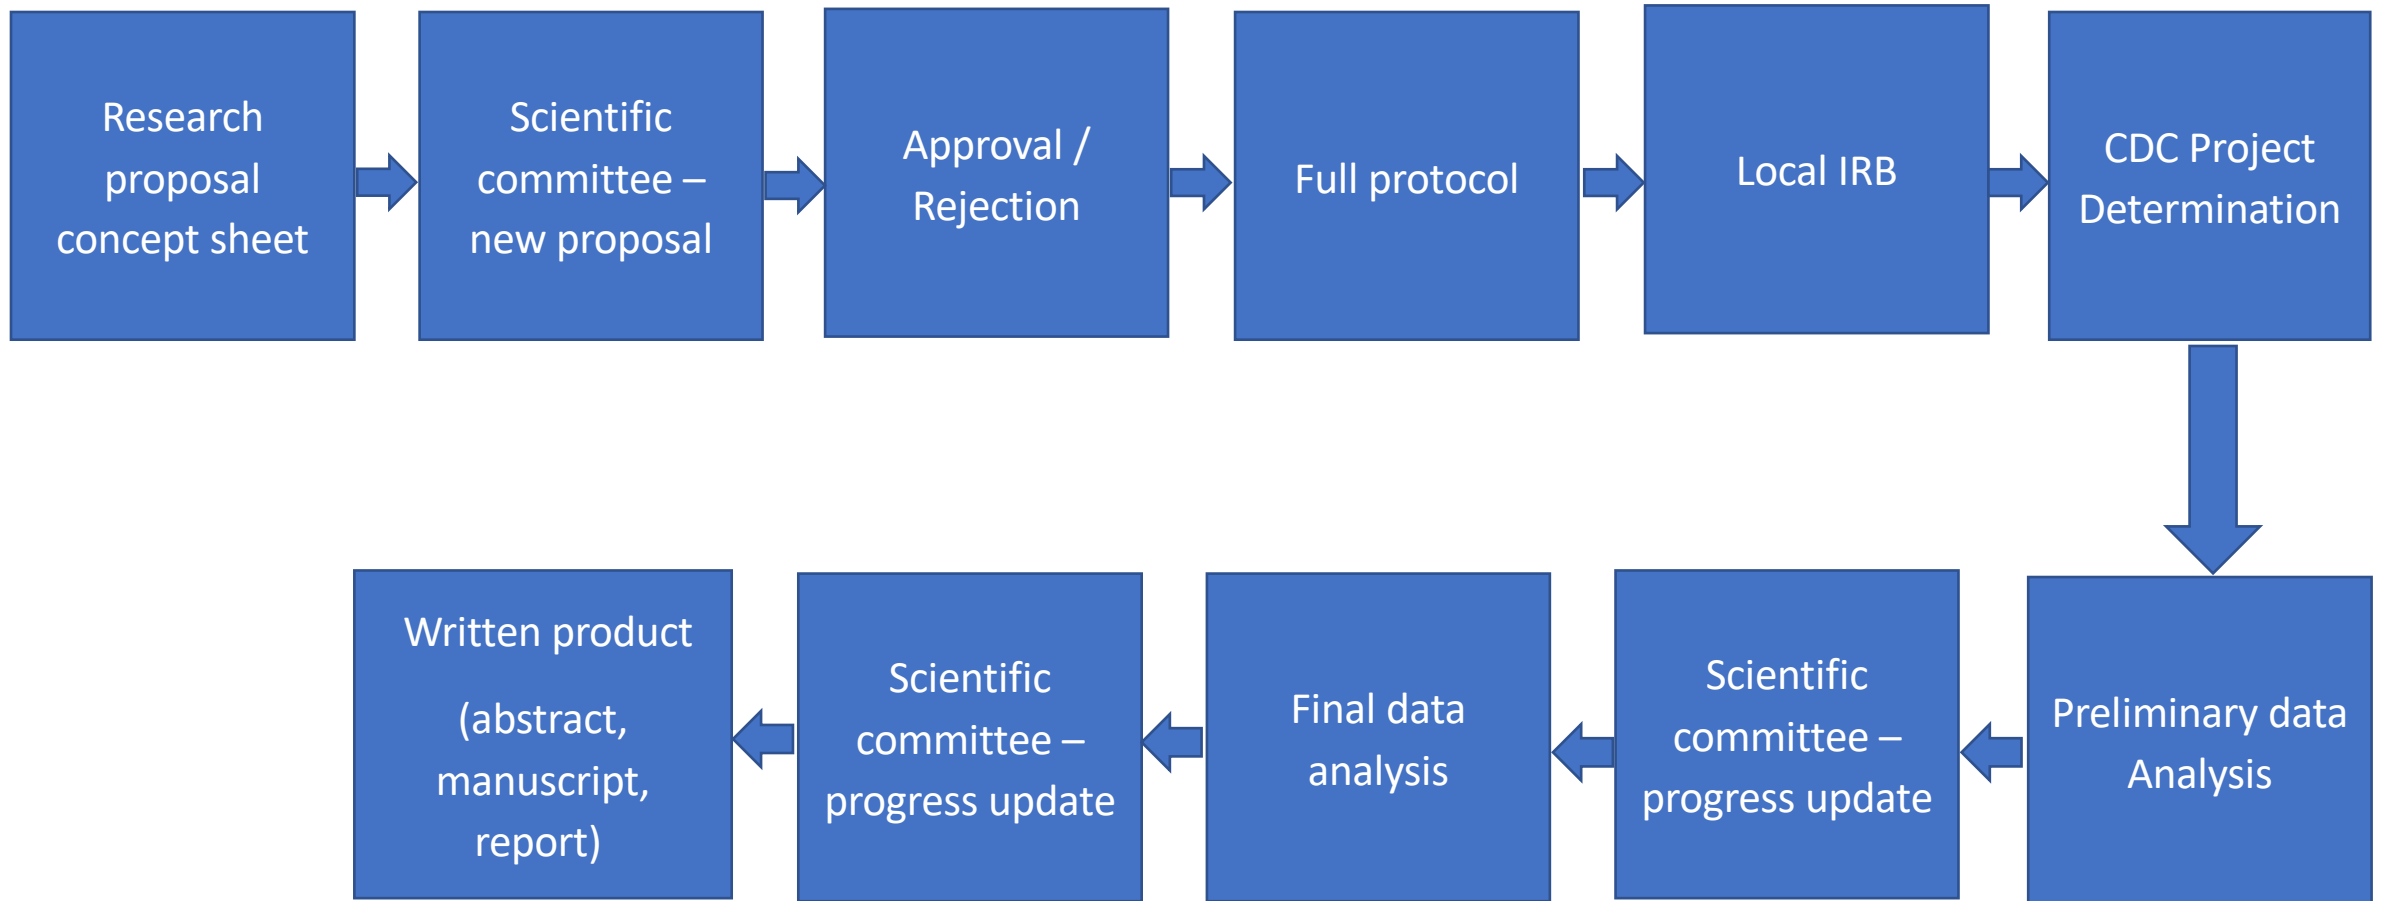 Research
proposal
concept sheet
Scientific
committee –
new proposal
Approval /
Rejection
Full protocol
Local IRB
CDC Project
Determination
Preliminary data
Analysis
Scientific
committee –
progress update
Final data
analysis
Scientific
committee –
progress update
Written product
(abstract,
manuscript,
report)